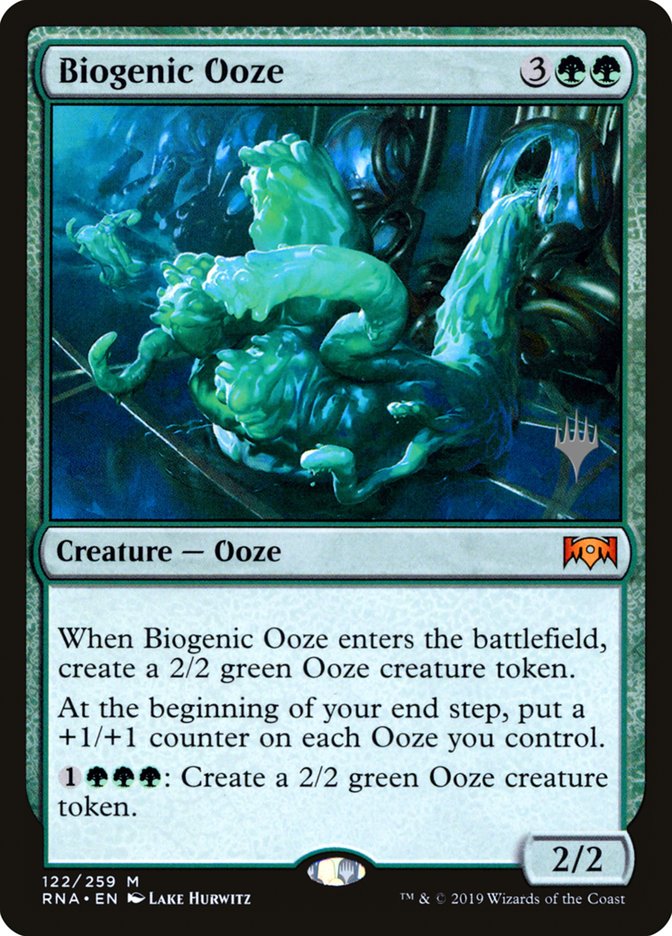 Biogenic Ooze 3
Creature — Ooze
When Biogenic Ooze enters the battlefield,
create a 2/2 green Ooze creature token.
At the beginning of your end step, put a
+1/+1 counter on each Ooze you control.
1: Create a 2/2 green Ooze creature
token.
2/2
122/259 M
RNA • EN Lake Hurwitz
™ & © 2019 Wizards of the Coast